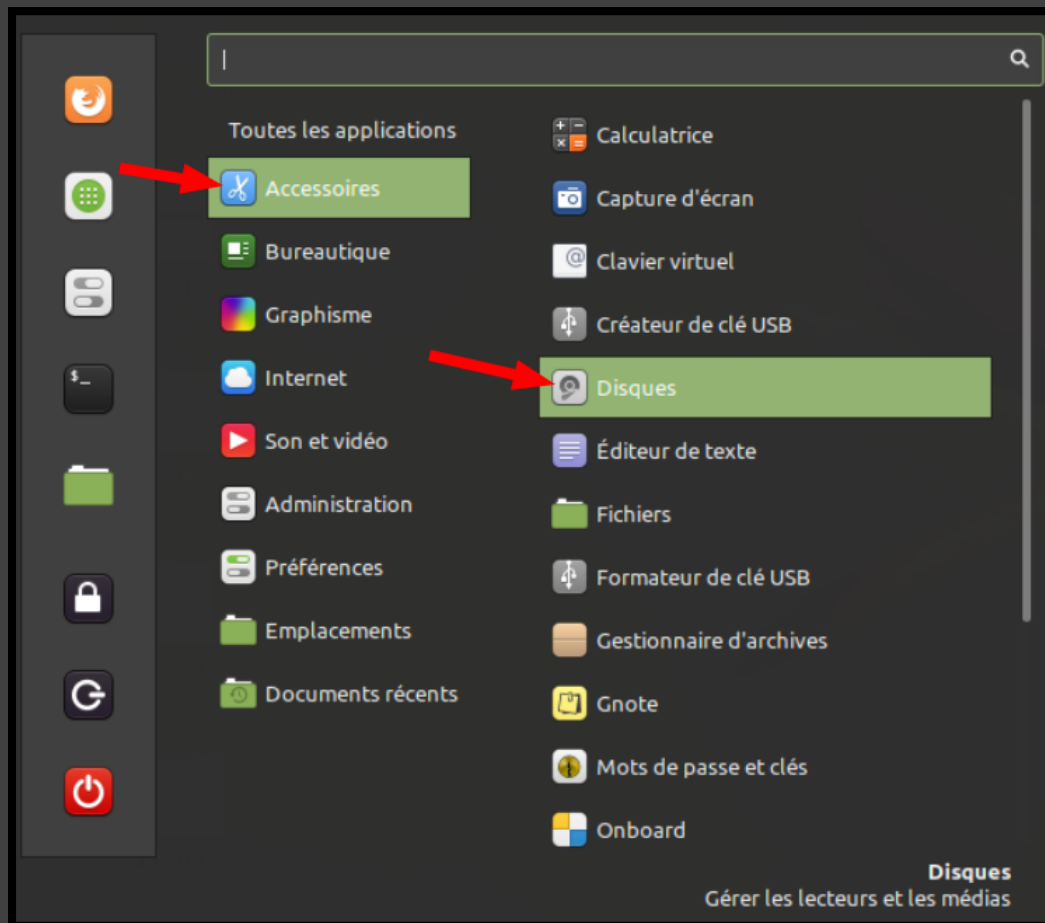 Toutes les applications
Accessoires
Bureautique
Graphisme
Internet
Son et vidéo
Administration
Préférences
Emplacements
Documents récents
Calculatrice
Capture d'écran
Clavier virtuel
Créateur de clé USB
Disques
Éditeur de texte
Fichiers
Formateur de clé USB
Gestionnaire d'archives
Gnote
Mots de passe et clés
Onboard
Disques
Gérer les lecteurs et les médias